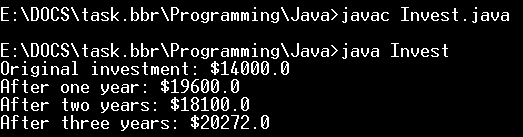 E:\DOCS\task.bbr\Programming\Java>javac Invest.java
E:\DOCS\task.bbr\Programming\Java>java Invest
Original investment: $14000.0
After one year: $19600.0
After two years: $18100.0
After three years: $20272.0